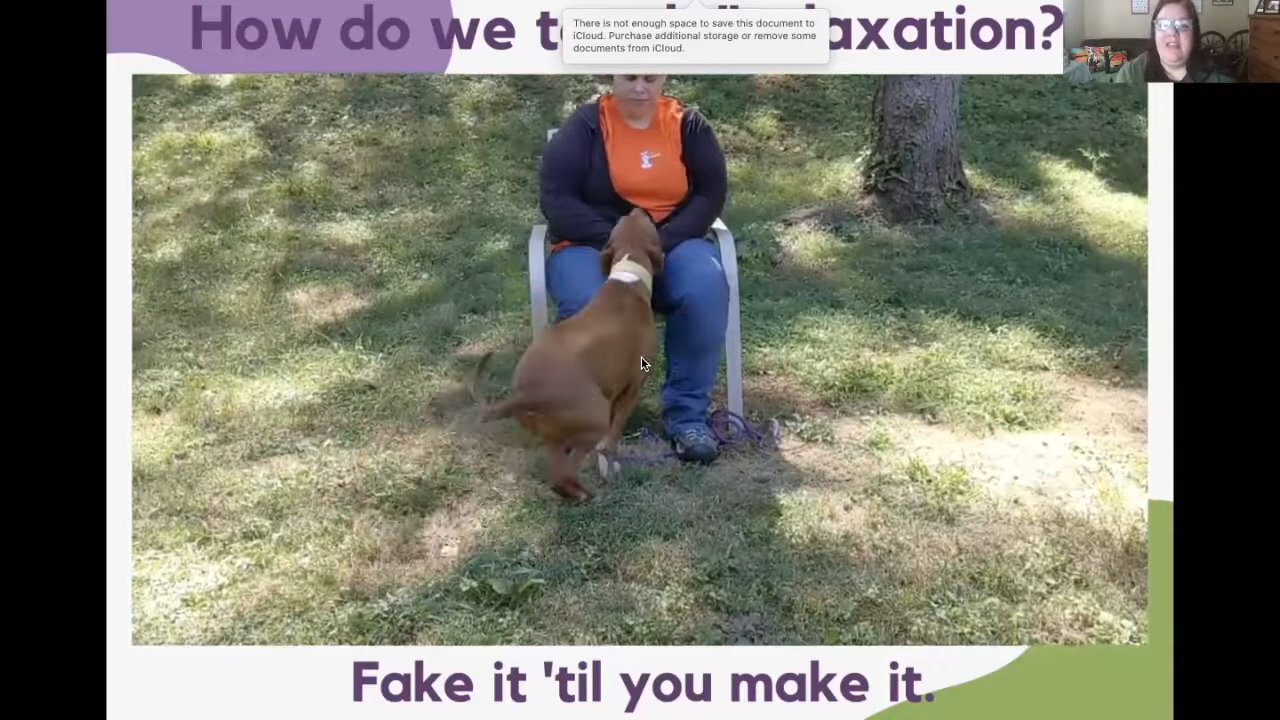 How do we t axation?
There is not enough space to save this document to
iCloud. Purchase additional storage or remove some
documents from iCloud.
Fake it 'til you make it.